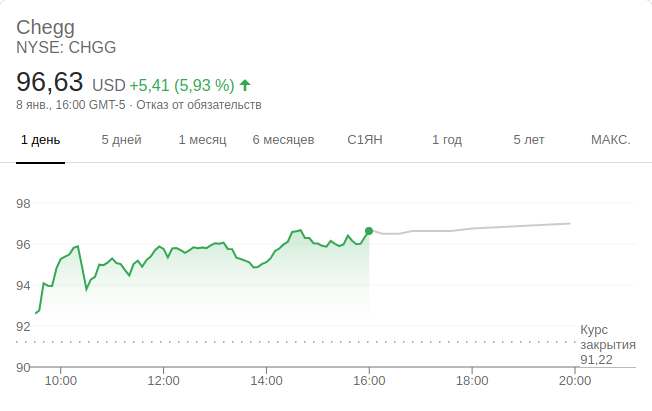 Chegg
NYSE: CHGG
96,63 USD +5,41 (5,93 %)
8 янв., 16:00 GMT-5 · Отказ от обязательств
1 день 5 дней 1 месяц 6 месяцев С1ЯН 1 год 5 лет МАКС.
98
96
94
92
Курс
закрытия
91,22
90
10:00 12:00 14:00 16:00 18:00 20:00